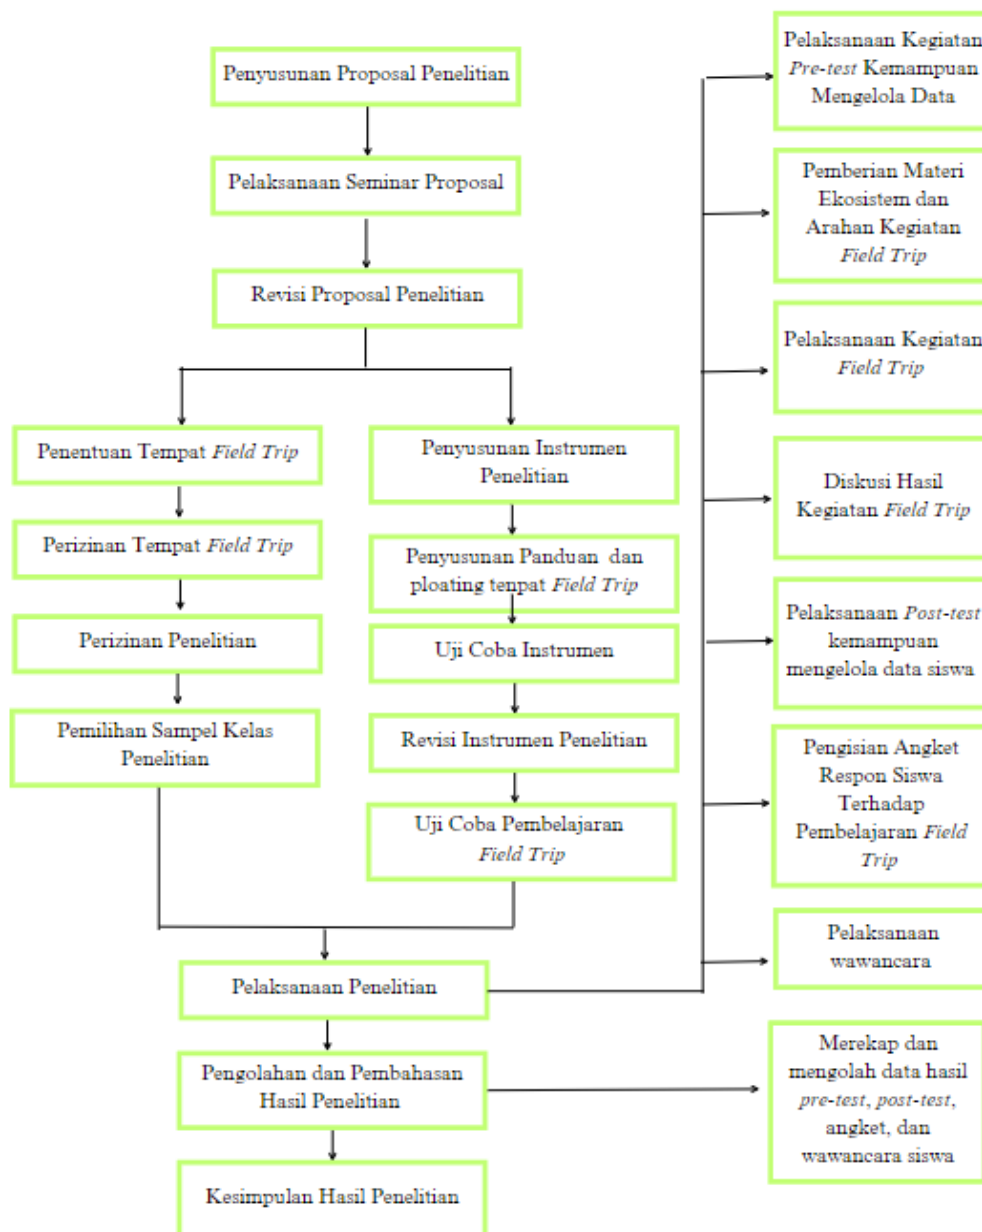 Penyusunan Proposal Penelitian
Pelaksanaan Seminar Proposal
Revisi Proposal Penelitian
Penentuan Tempat Field Trip
Perizinan Tempat Field Trip
Perizinan Penelitian
Pemilihan Sampel Kelas
Penelitian
Penyusunan Instrumen
Penelitian
Penyusunan Panduan dan
ploating tenpat Field Trip
Uji Coba Instrumen
Revisi Instrumen Penelitian
Uji Coba Pembelajaran
Field Trip
Pelaksanaan Penelitian
Pengolahan dan Pembahasan
Hasil Penelitian
Kesimpulan Hasil Penelitian
Pelaksanaan Kegiatan
Pre-test Kemampuan
Mengelola Data
Pemberian Materi
Ekosistem dan
Arahan Kegiatan
Field Trip
Pelaksanaan Kegiatan
Field Trip
Diskusi Hasil
Kegiatan Field Trip
Pelaksanaan Post-test
kemampuan
mengelola data siswa
Pengisian Angket
Respon Siswa
Terhadap
Pembelajaran Field
Trip
Pelaksanaan
wawancara
Merekap dan
mengolah data hasil
pre-test, post-test,
angket, dan
wawancara siswa